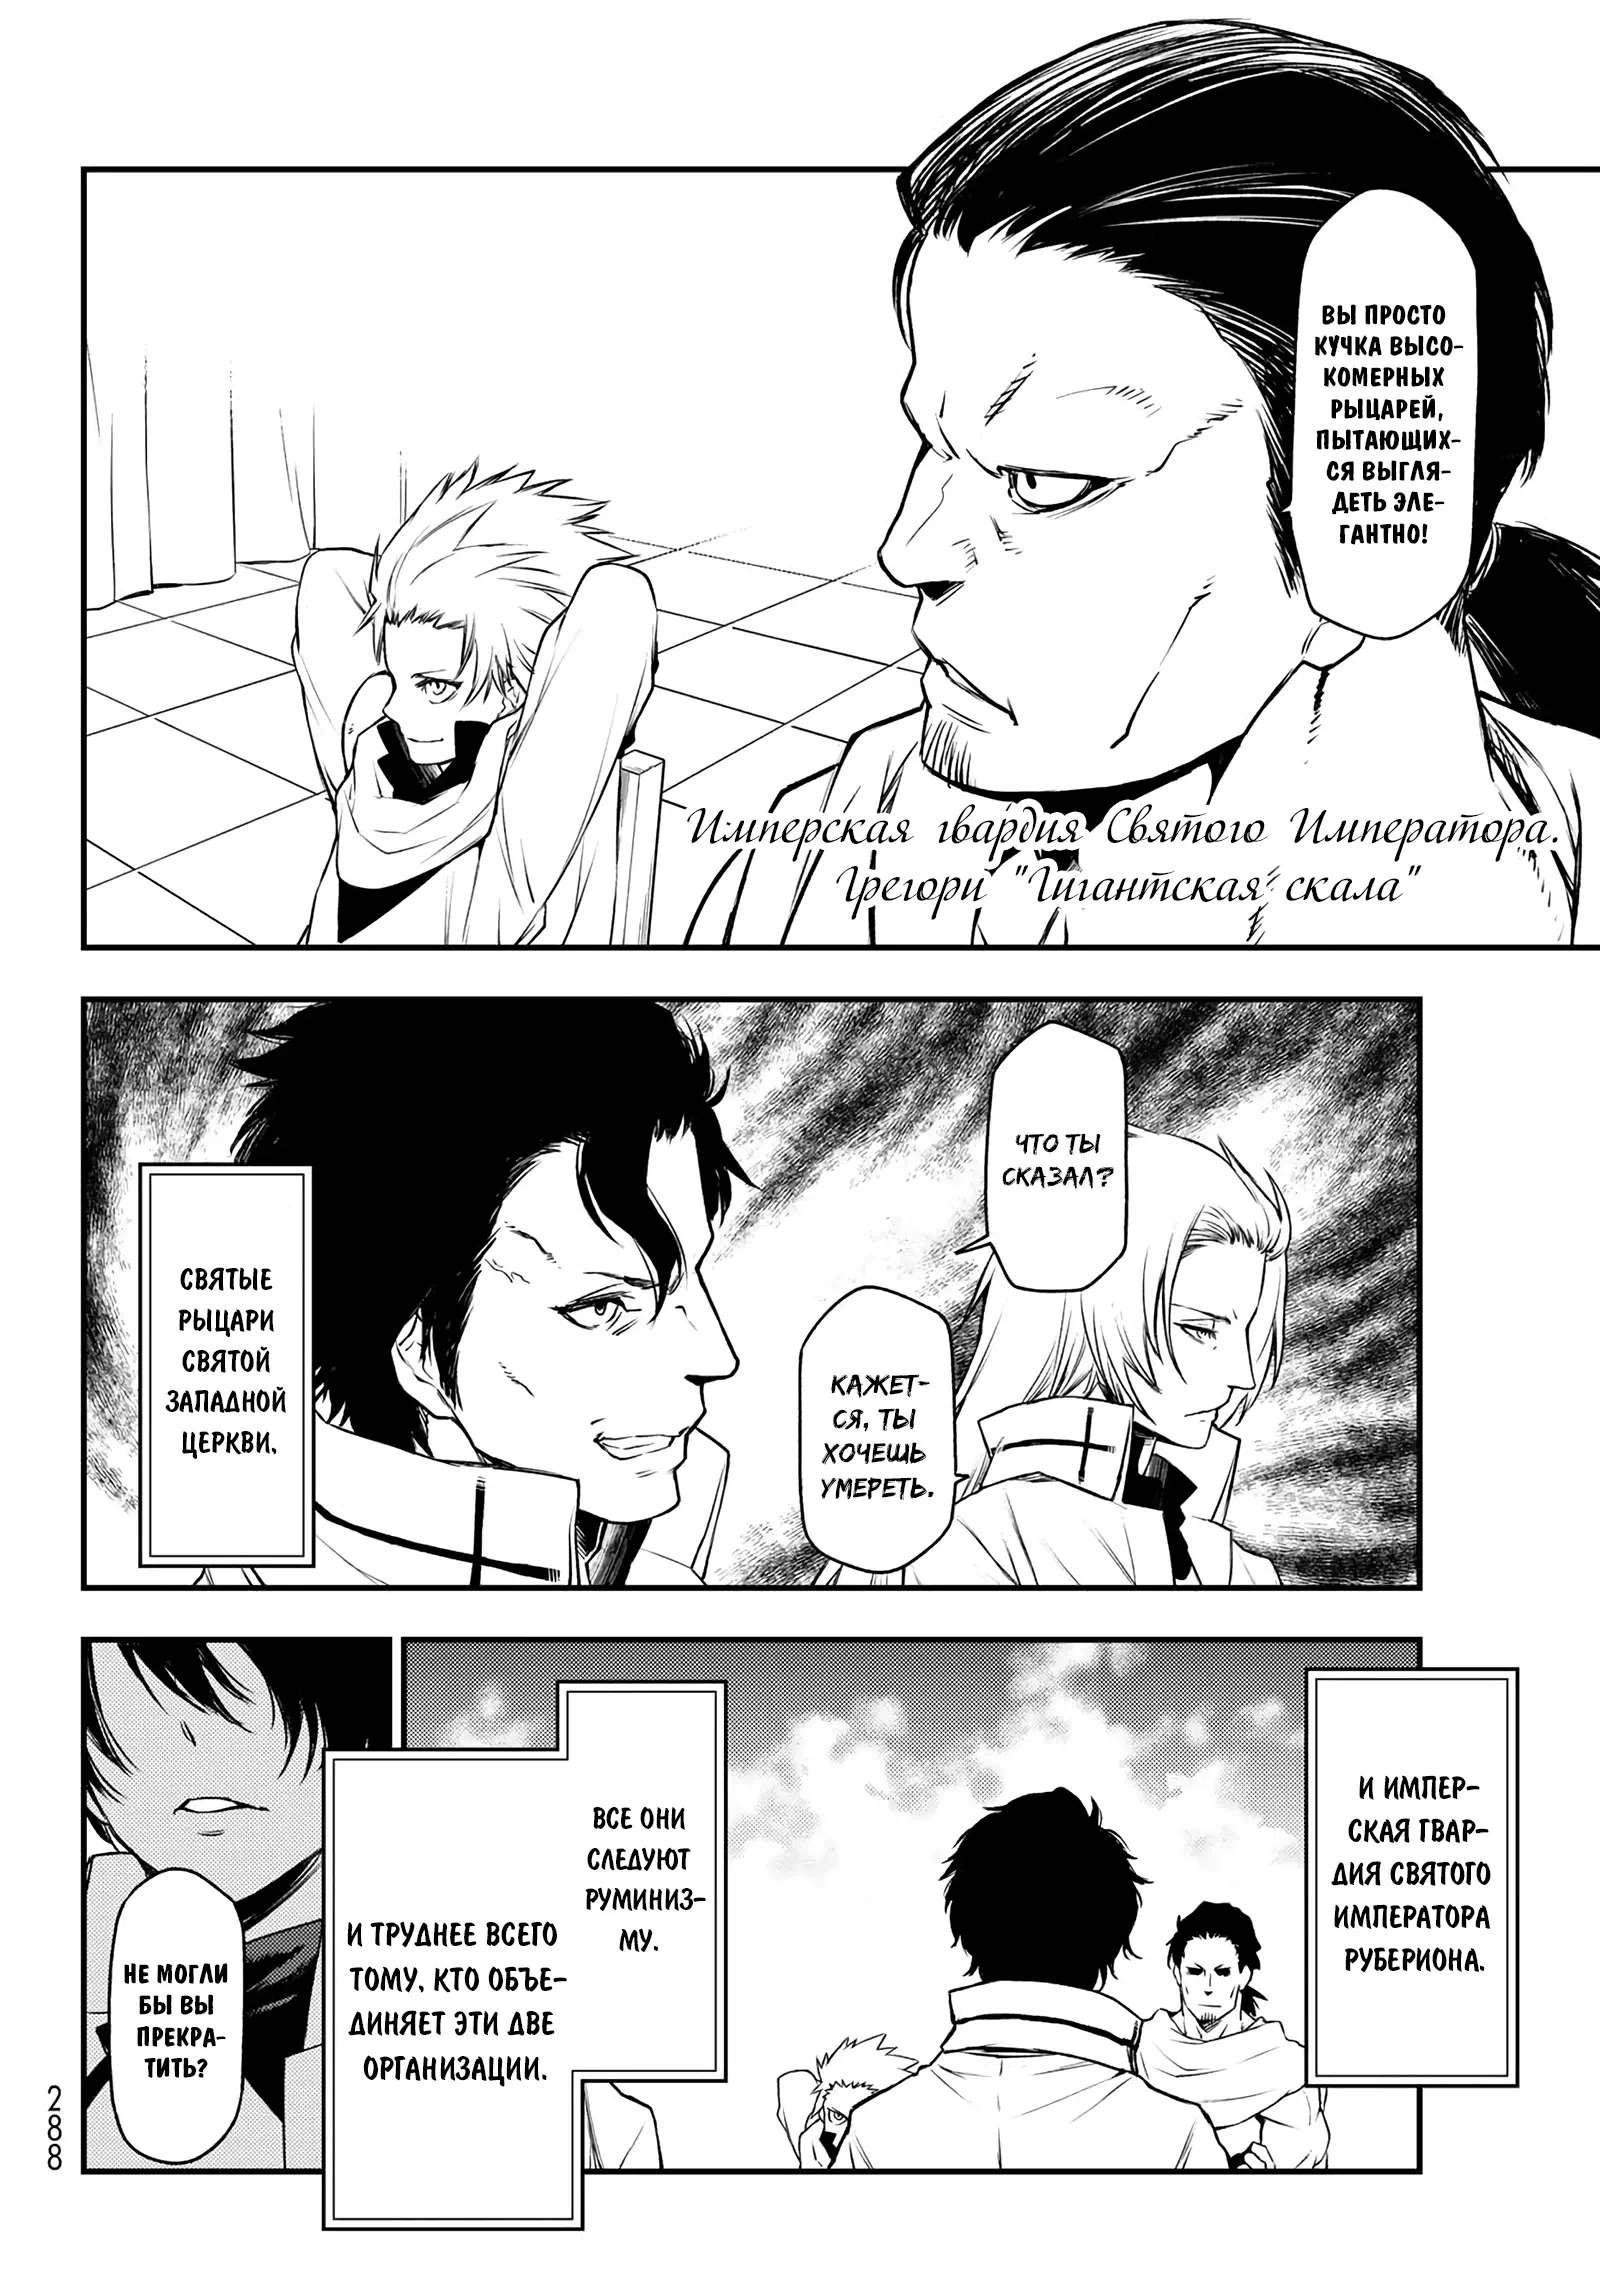 ВЫ ПРОСТО
КУЧКА ВЫСО-
КОМЕРНЫХ
РЫЦАРЕЙ,
ПЫТАЮЩИХ-
СЯ ВЫГЛЯ-
ДЕТЬ ЭЛЕ-
ГАНТНО!
Имперская гвардия Святого Императора.
Грегори "Гигантская скала"
ЧТО ТЫ
СКАЗАЛ?
КАЖЕТ-
СЯ, ТЫ
ХОЧЕШЬ
УМЕРЕТЬ.
СВЯТЫЕ
РЫЦАРИ
СВЯТОЙ
ЗАПАДНОЙ
ЦЕРКВИ.
И ИМПЕР-
СКАЯ ГВАР-
ДИЯ СВЯТОГО
ИМПЕРАТОРА
РУБЕРИОНА.
ВСЕ ОНИ
СЛЕДУЮТ
РУМИНИЗ-
МУ.
И ТРУДНЕЕ ВСЕГО
ТОМУ, КТО ОБЪЕ-
ДИНЯЕТ ЭТИ ДВЕ
ОРГАНИЗАЦИИ.
НЕ МОГЛИ
БЫ ВЫ
ПРЕКРА-
ТИТЬ?
288